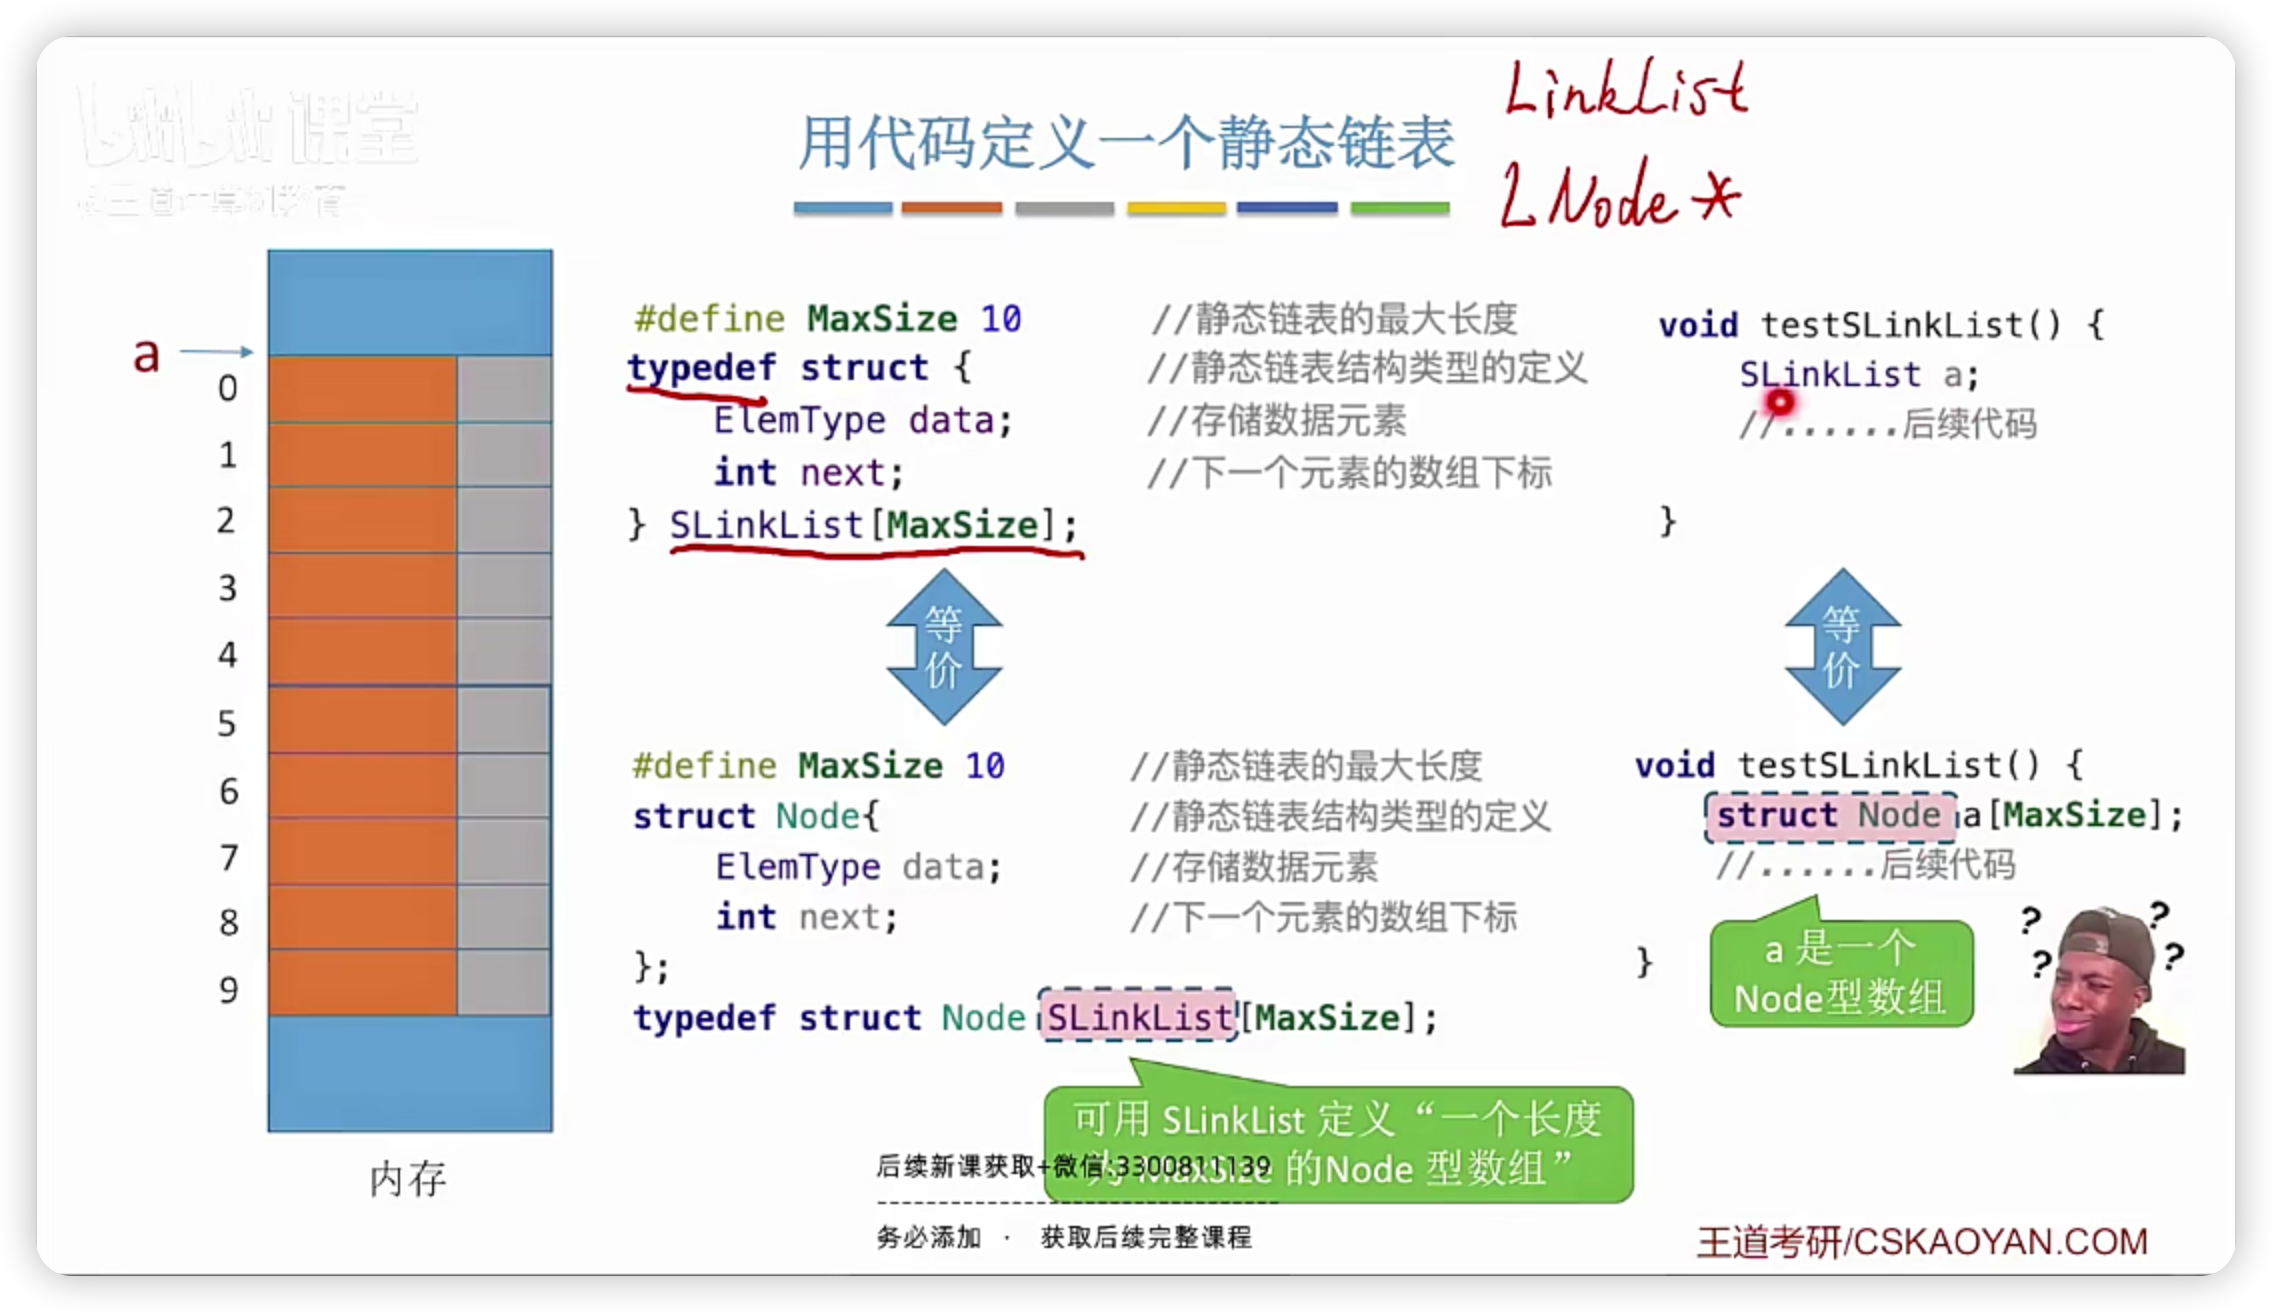 bilibili 课堂
用代码定义一个静态链表
LinkList
LNode *
a
0
1
2
3
4
5
6
7
8
9
内存
#define MaxSize 10 //静态链表的最大长度
typedef struct { //静态链表结构类型的定义
ElemType data; //存储数据元素
int next; //下一个元素的数组下标
} SLinkList[MaxSize];
void testSLinkList() {
SLinkList a;
//......后续代码
}
等
价
等
价
#define MaxSize 10 //静态链表的最大长度
struct Node{ //静态链表结构类型的定义
ElemType data; //存储数据元素
int next; //下一个元素的数组下标
};
typedef struct Node SLinkList[MaxSize];
void testSLinkList() {
struct Node a[MaxSize];
//......后续代码
}
a 是一个
Node型数组
? ? ? ?
可用 SLinkList 定义“一个长度
为 MaxSize 的Node 型数组”
后续新课获取+微信:3300811139
务必添加 · 获取后续完整课程
王道考研/CSKAOYAN.COM